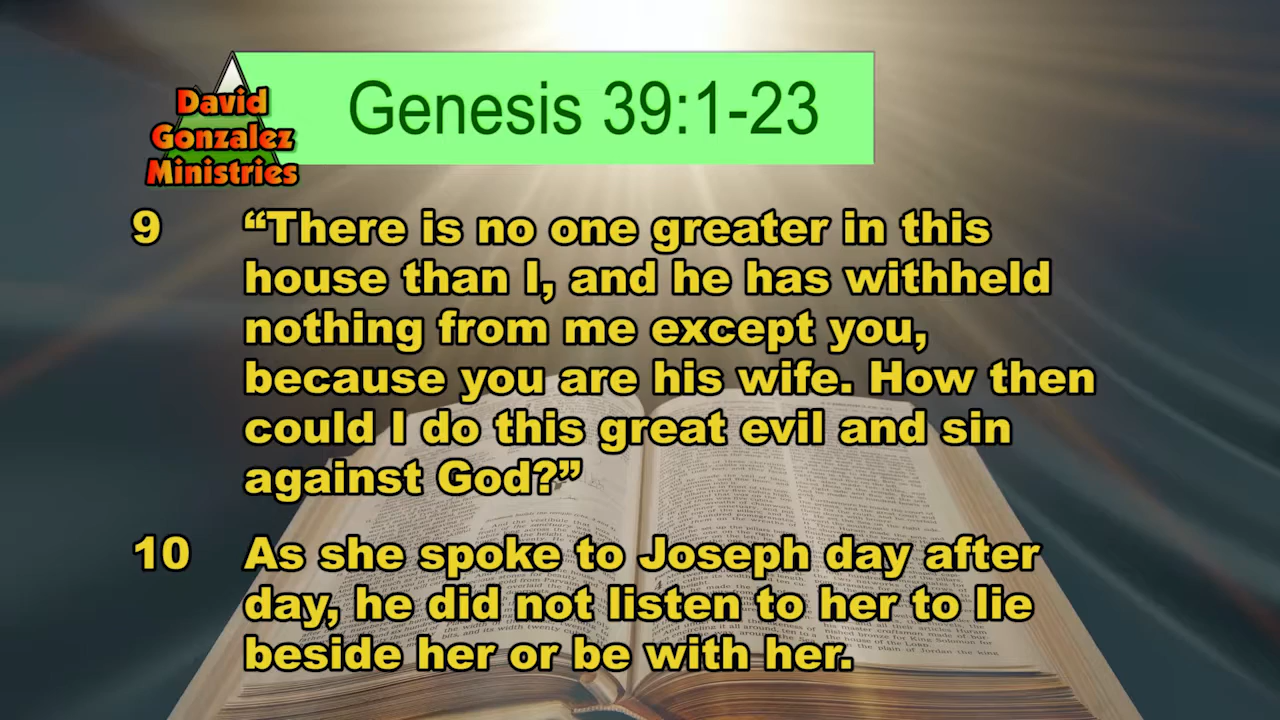 David
Gonzalez
Ministries
Genesis 39:1-23
9 “There is no one greater in this
house than I, and he has withheld
nothing from me except you,
because you are his wife. How then
could I do this great evil and sin
against God?”
10 As she spoke to Joseph day after
day, he did not listen to her to lie
beside her or be with her.